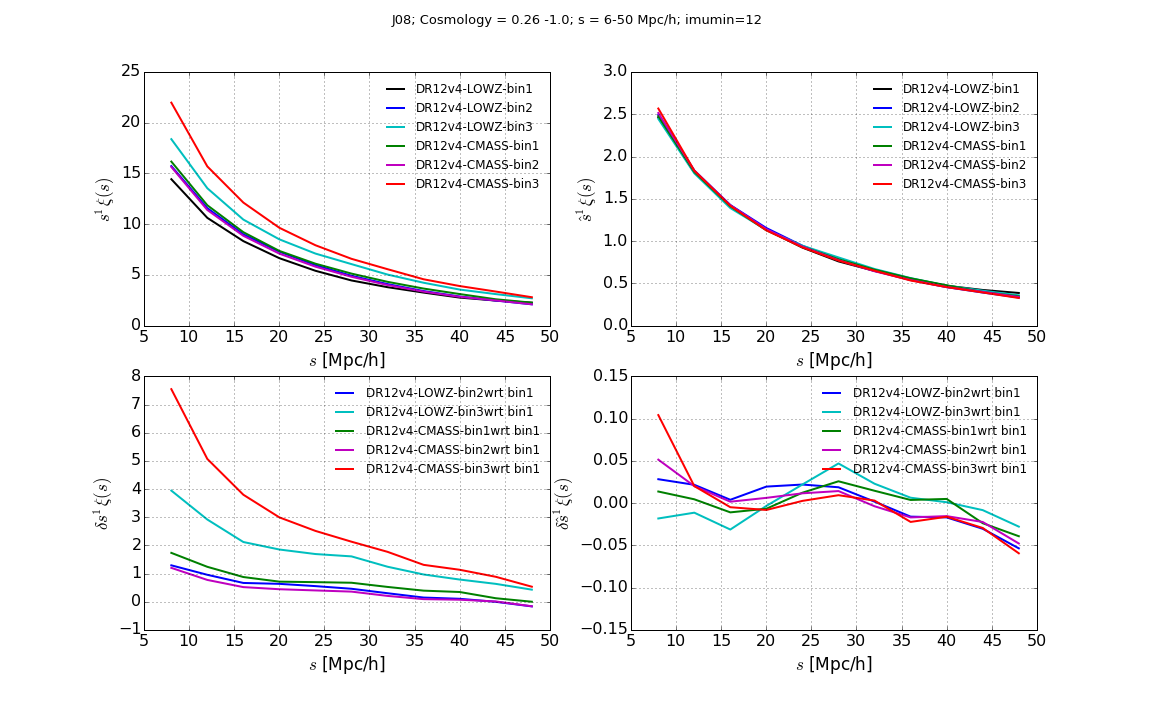 J08; Cosmology = 0.26 -1.0; s = 6-50 Mpc/h; imumin=12
25
20
15
10
5
0
s¹ ξ(s)
DR12v4-LOWZ-bin1
DR12v4-LOWZ-bin2
DR12v4-LOWZ-bin3
DR12v4-CMASS-bin1
DR12v4-CMASS-bin2
DR12v4-CMASS-bin3
5 10 15 20 25 30 35 40 45 50
s [Mpc/h]
3.0
2.5
2.0
1.5
1.0
0.5
0.0
ŝ¹ ξ(s)
DR12v4-LOWZ-bin1
DR12v4-LOWZ-bin2
DR12v4-LOWZ-bin3
DR12v4-CMASS-bin1
DR12v4-CMASS-bin2
DR12v4-CMASS-bin3
5 10 15 20 25 30 35 40 45 50
s [Mpc/h]
8
7
6
5
4
3
2
1
0
−1
δs¹ ξ(s)
DR12v4-LOWZ-bin2wrt bin1
DR12v4-LOWZ-bin3wrt bin1
DR12v4-CMASS-bin1wrt bin1
DR12v4-CMASS-bin2wrt bin1
DR12v4-CMASS-bin3wrt bin1
5 10 15 20 25 30 35 40 45 50
s [Mpc/h]
0.15
0.10
0.05
0.00
−0.05
−0.10
−0.15
δŝ¹ ξ(s)
DR12v4-LOWZ-bin2wrt bin1
DR12v4-LOWZ-bin3wrt bin1
DR12v4-CMASS-bin1wrt bin1
DR12v4-CMASS-bin2wrt bin1
DR12v4-CMASS-bin3wrt bin1
5 10 15 20 25 30 35 40 45 50
s [Mpc/h]